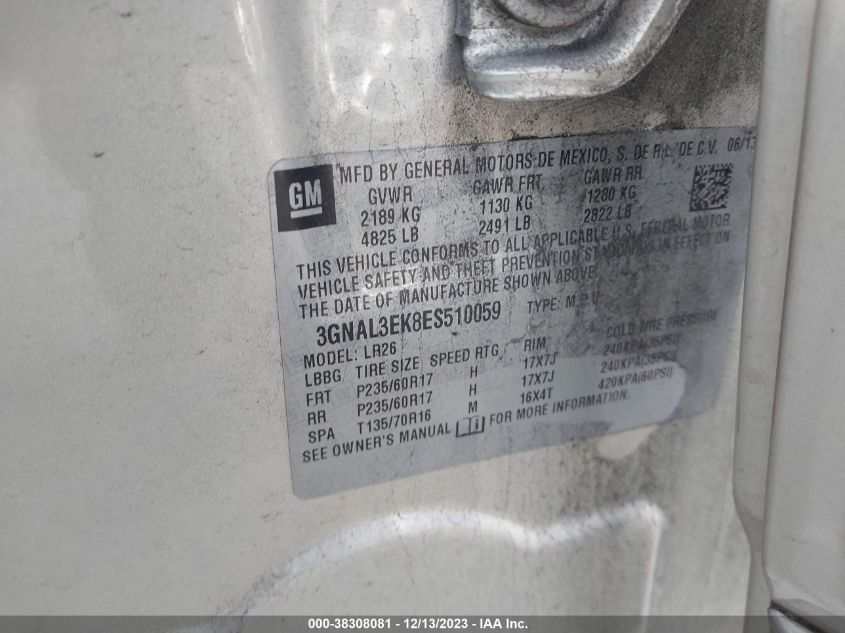 GM
MFD BY GENERAL MOTORS DE MEXICO, S. DE R.L. DE C.V. 06/13
GVWR GAWR FRT GAWR RR
2189 KG 1130 KG 1280 KG
4825 LB 2491 LB 2822 LB
THIS VEHICLE CONFORMS TO ALL APPLICABLE U.S. FEDERAL MOTOR
VEHICLE SAFETY AND THEFT PREVENTION STANDARDS IN EFFECT ON
THE DATE OF MANUFACTURE SHOWN ABOVE.
3GNAL3EK8ES510059 TYPE: M.P.V.
MODEL: LR26
LBBG TIRE SIZE SPEED RTG RIM COLD TIRE PRESSURE
FRT P235/60R17 H 17X7J 240KPA(35PSI)
RR P235/60R17 H 17X7J 240KPA(35PSI)
SPA T135/70R16 M 16X4T 420KPA(60PSI)
SEE OWNER'S MANUAL FOR MORE INFORMATION.
000-38308081 - 12/13/2023 - IAA Inc.